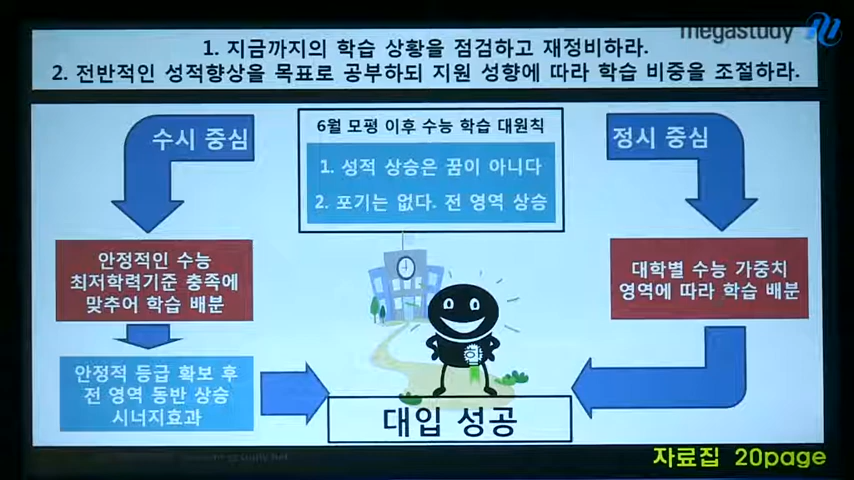 megastudy
1. 지금까지의 학습 상황을 점검하고 재정비하라.
2. 전반적인 성적향상을 목표로 공부하되 지원 성향에 따라 학습 비중을 조절하라.
수시 중심
6월 모평 이후 수능 학습 대원칙
1. 성적 상승은 꿈이 아니다
2. 포기는 없다. 전 영역 상승
정시 중심
안정적인 수능
최저학력기준 충족에
맞추어 학습 배분
대학별 수능 가중치
영역에 따라 학습 배분
안정적 등급 확보 후
전 영역 동반 상승
시너지효과
대입 성공
자료집 20page